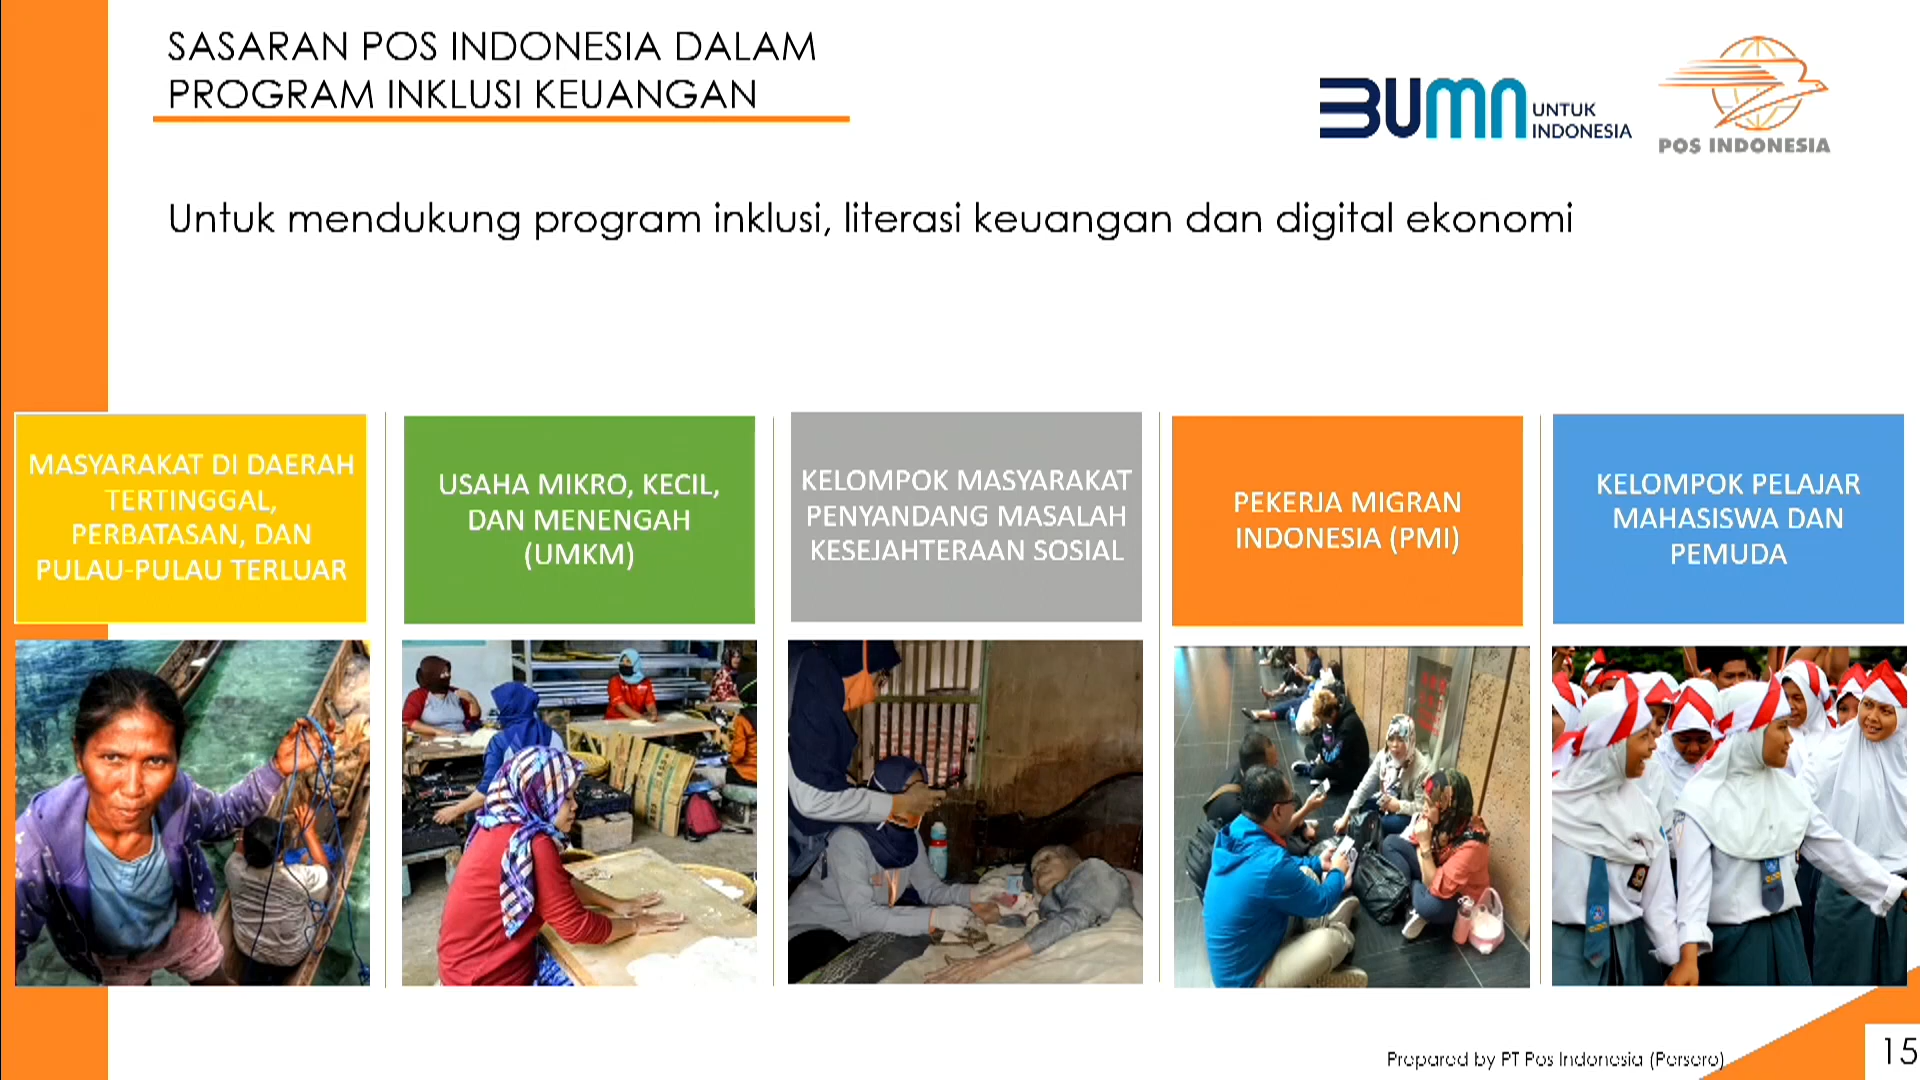 SASARAN POS INDONESIA DALAM
PROGRAM INKLUSI KEUANGAN
BUMN UNTUK
INDONESIA
POS INDONESIA
Untuk mendukung program inklusi, literasi keuangan dan digital ekonomi
MASYARAKAT DI DAERAH
TERTINGGAL,
PERBATASAN, DAN
PULAU-PULAU TERLUAR
USAHA MIKRO, KECIL,
DAN MENENGAH
(UMKM)
KELOMPOK MASYARAKAT
PENYANDANG MASALAH
KESEJAHTERAAN SOSIAL
PEKERJA MIGRAN
INDONESIA (PMI)
KELOMPOK PELAJAR
MAHASISWA DAN
PEMUDA
Prepared by PT Pos Indonesia (Persero)
15